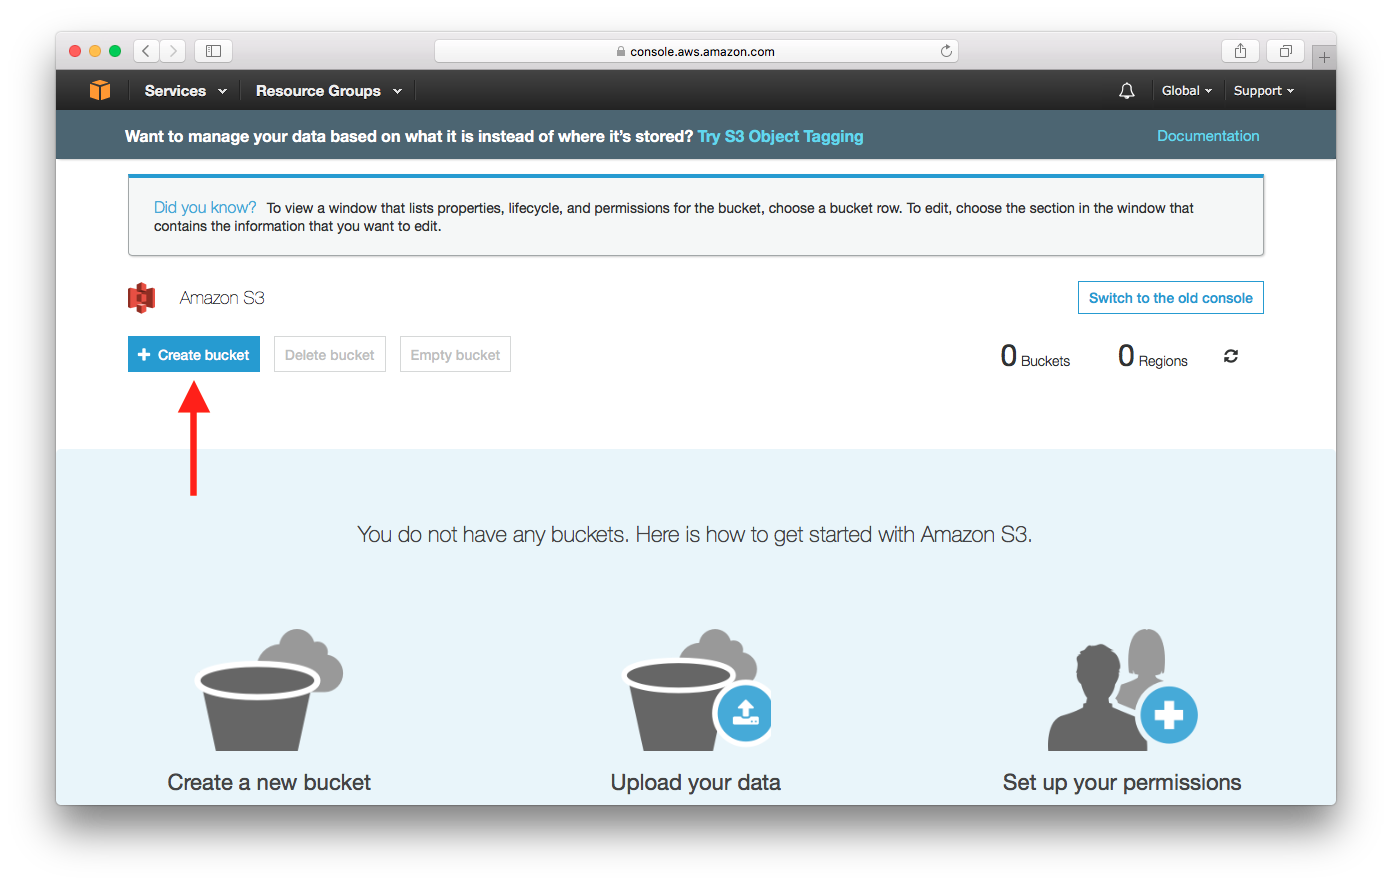 console.aws.amazon.com
Services
Resource Groups
Global
Support
Want to manage your data based on what it is instead of where it’s stored? Try S3 Object Tagging
Documentation
Did you know? To view a window that lists properties, lifecycle, and permissions for the bucket, choose a bucket row. To edit, choose the section in the window that
contains the information that you want to edit.
Amazon S3
Switch to the old console
+ Create bucket
Delete bucket
Empty bucket
0 Buckets
0 Regions
You do not have any buckets. Here is how to get started with Amazon S3.
Create a new bucket
Upload your data
Set up your permissions